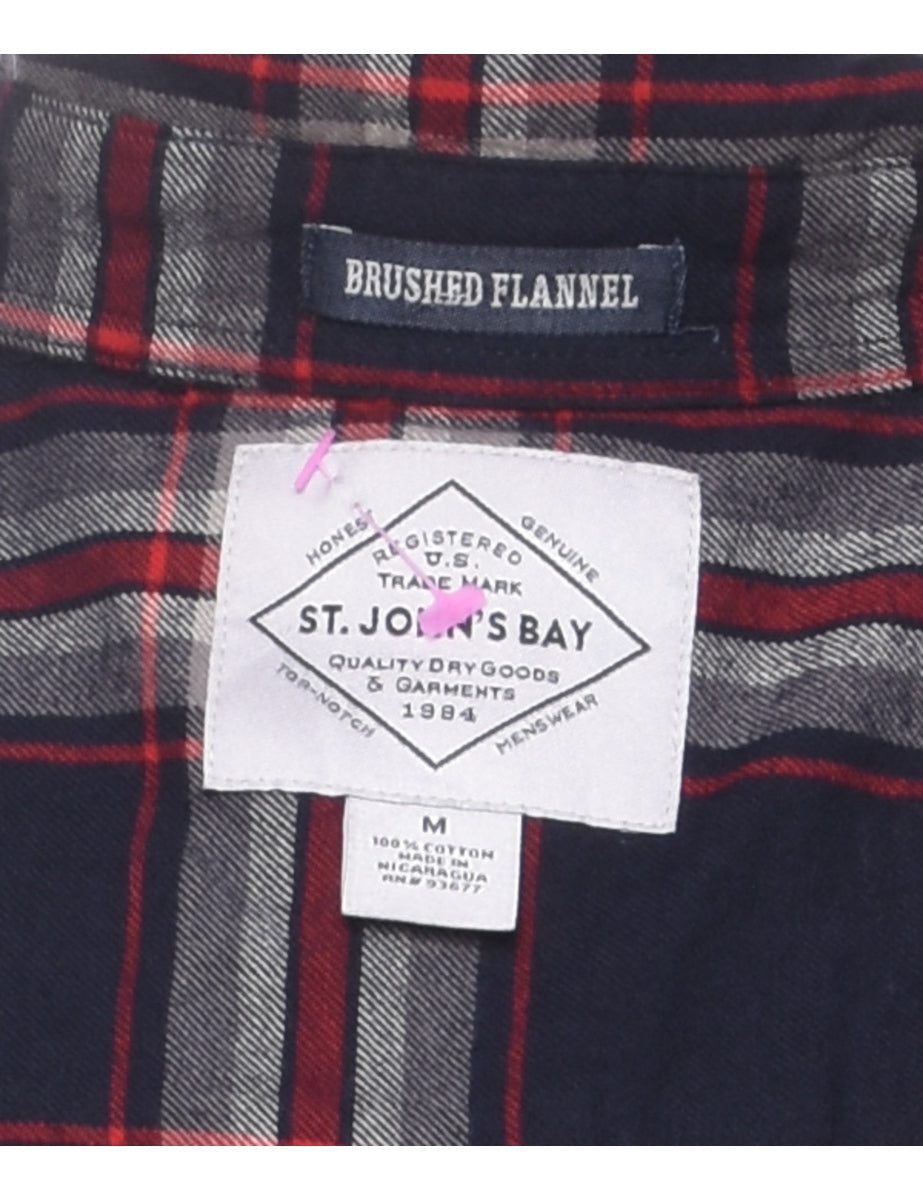 BRUSHED FLANNEL
HONEST
GENUINE
REGISTERED
U.S.
TRADE MARK
ST. JOHN'S BAY
QUALITY DRY GOODS
& GARMENTS
1984
TOP-NOTCH
MENSWEAR
M
100% COTTON
MADE IN
NICARAGUA
RN# 93677